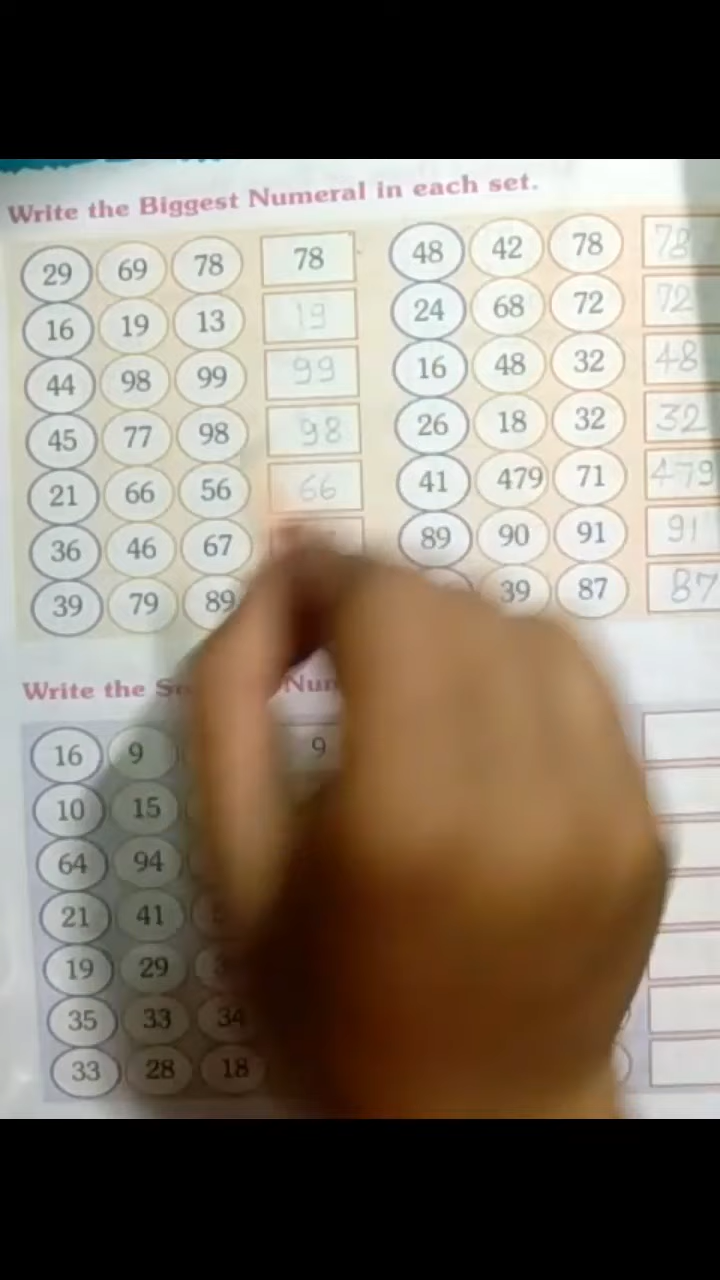 Write the Biggest Numeral in each set.
29 69 78 78 48 42 78 78
16 19 13 19 24 68 72 72
44 98 99 99 16 48 32 48
45 77 98 98 26 18 32 32
21 66 56 66 41 479 71 479
36 46 67 89 90 91 91
39 79 89 39 87 87
Write the
16 9 9
10 15
64 94
21 41
19 29
35 33 34
33 28 18